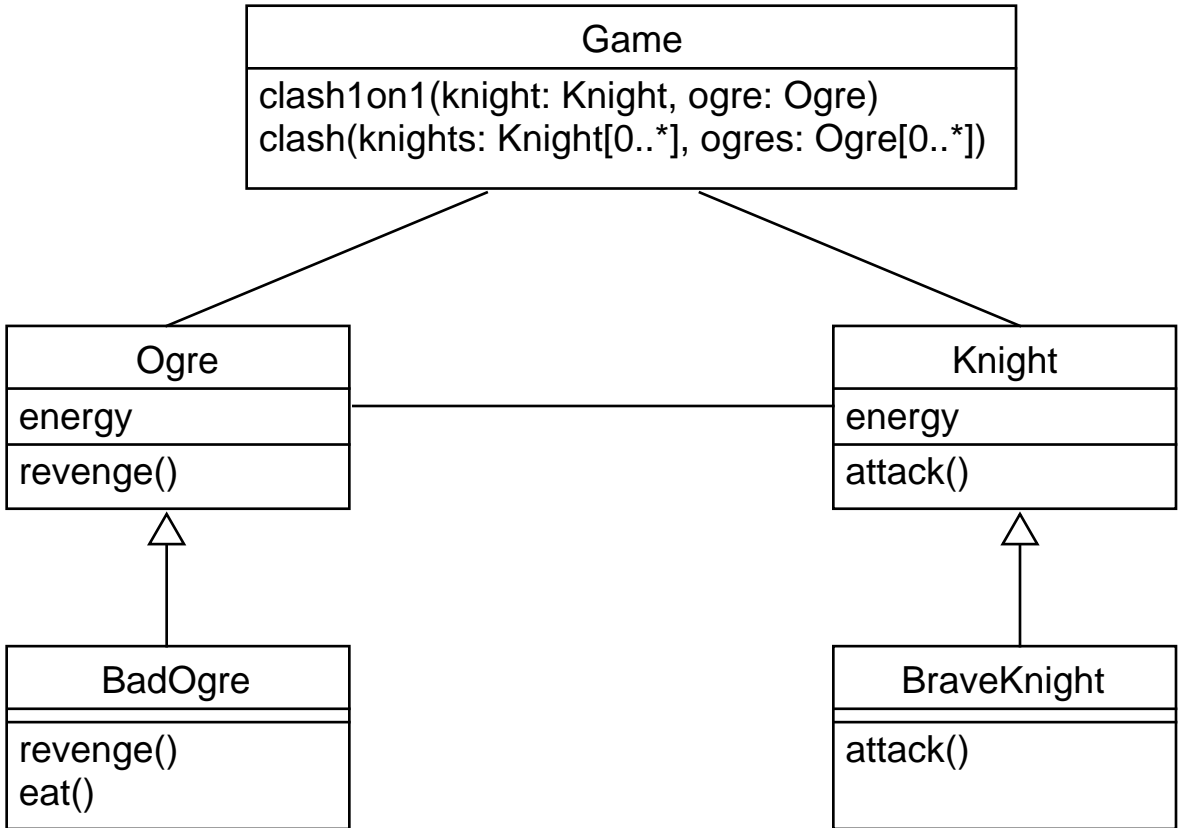 Game
clash1on1(knight: Knight, ogre: Ogre)
clash(knights: Knight[0..*], ogres: Ogre[0..*])
Ogre
energy
revenge()
Knight
energy
attack()
BadOgre
revenge()
eat()
BraveKnight
attack()